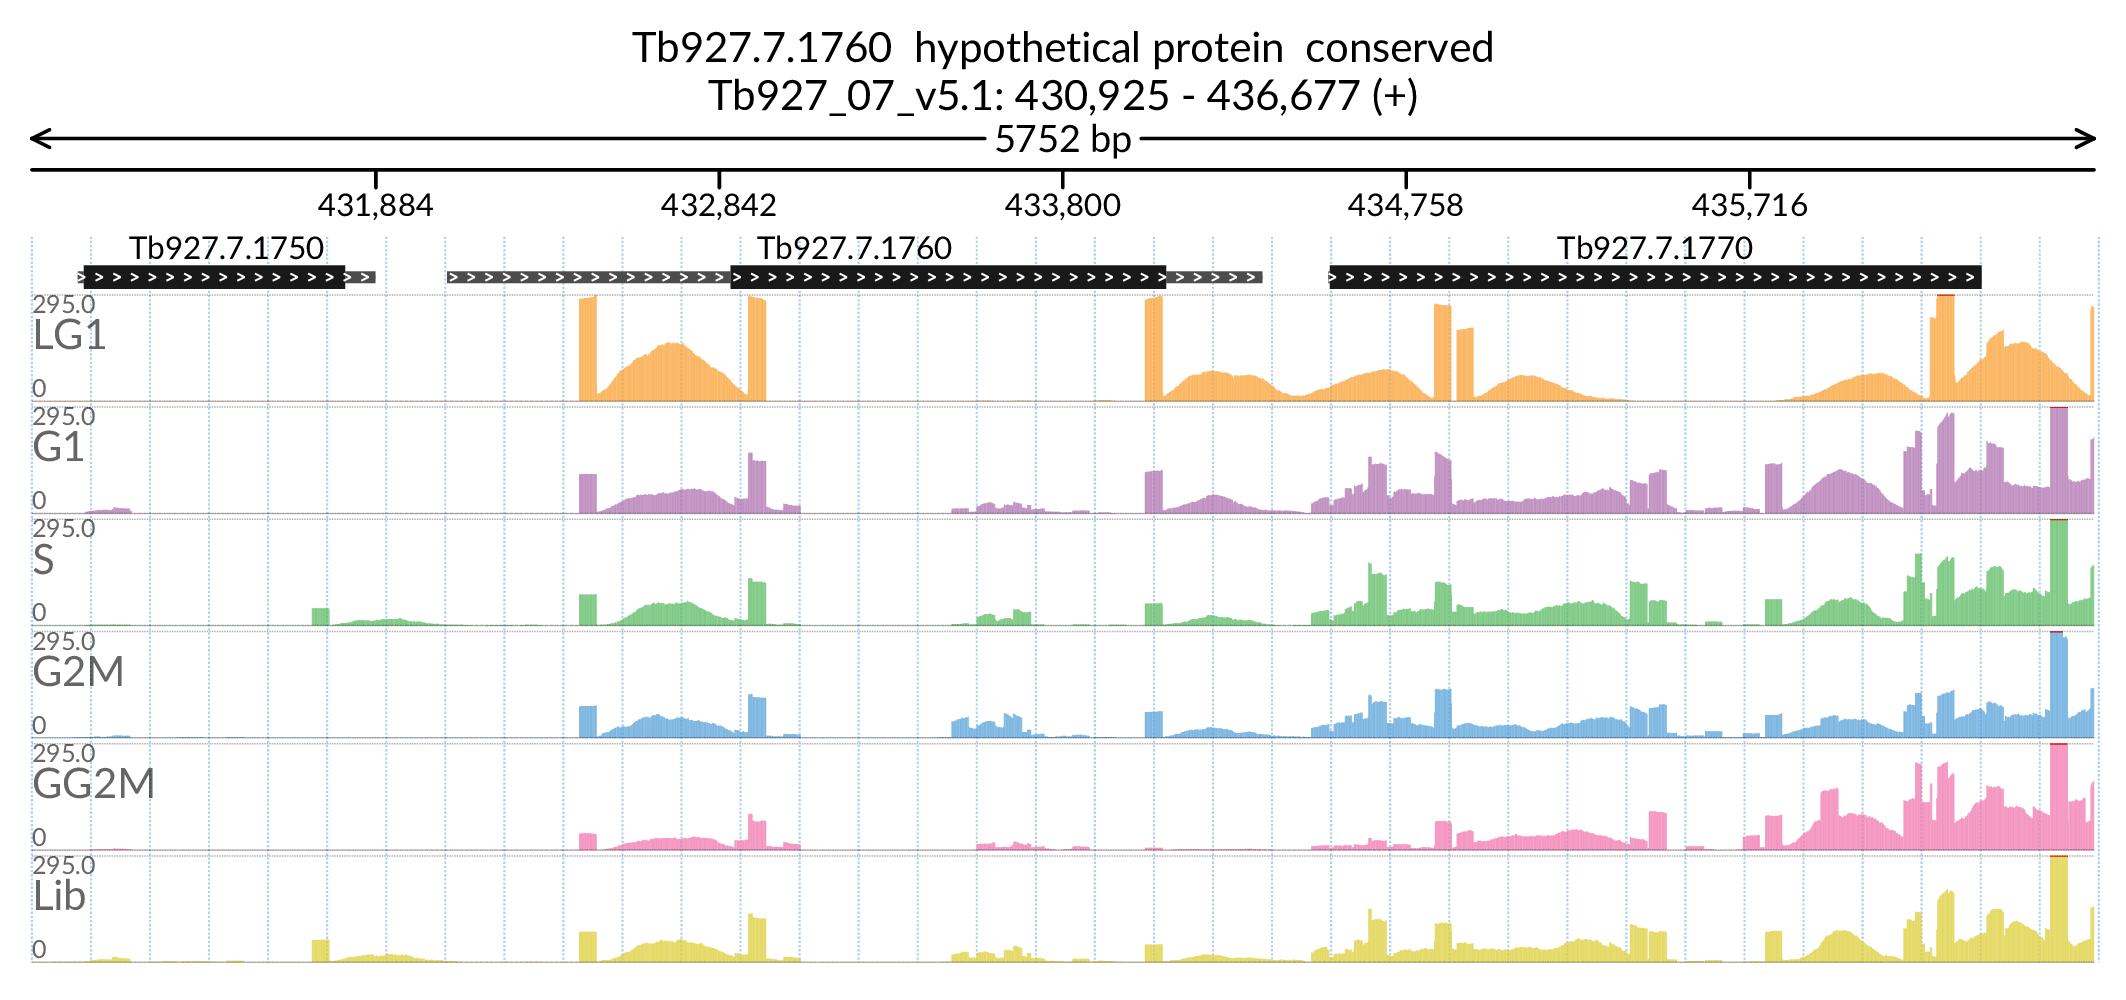 Tb927.7.1760 hypothetical protein conserved
Tb927_07_v5.1: 430,925 - 436,677 (+)
5752 bp
431,884 432,842 433,800 434,758 435,716
Tb927.7.1750 Tb927.7.1760 Tb927.7.1770
295.0
LG1
0
295.0
G1
0
295.0
S
0
295.0
G2M
0
295.0
GG2M
0
295.0
Lib
0